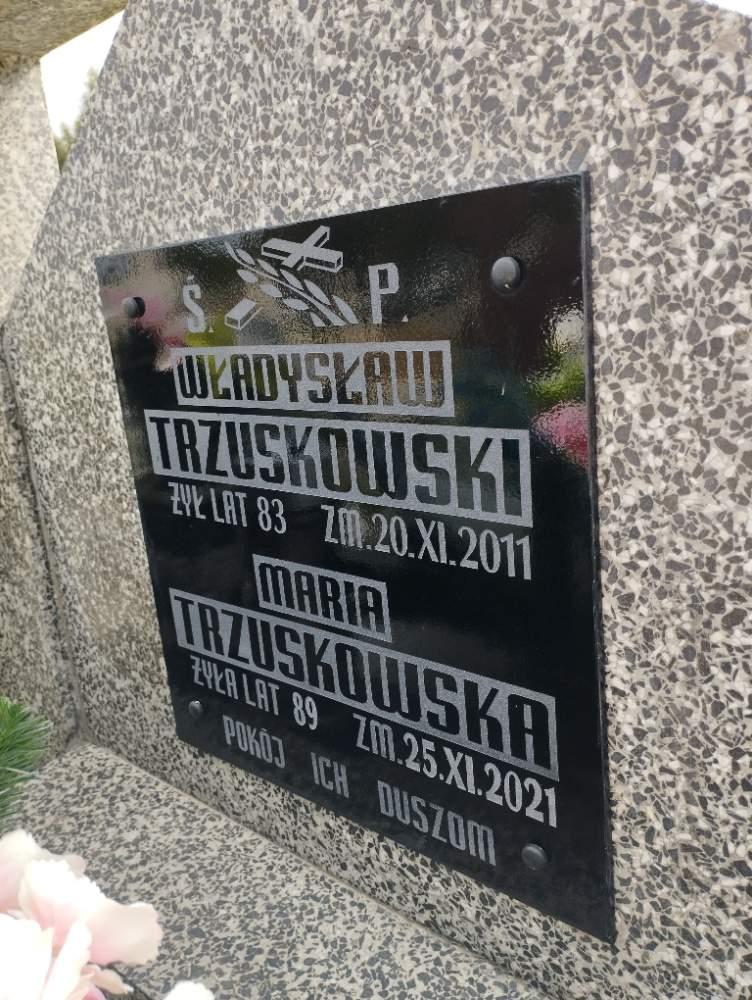 Ś. P.
WŁADYSŁAW
TRZUSKOWSKI
ŻYŁ LAT 83 ZM. 20. XI. 2011
MARIA
TRZUSKOWSKA
ŻYŁA LAT 89 ZM. 25. XI. 2021
POKÓJ ICH DUSZOM